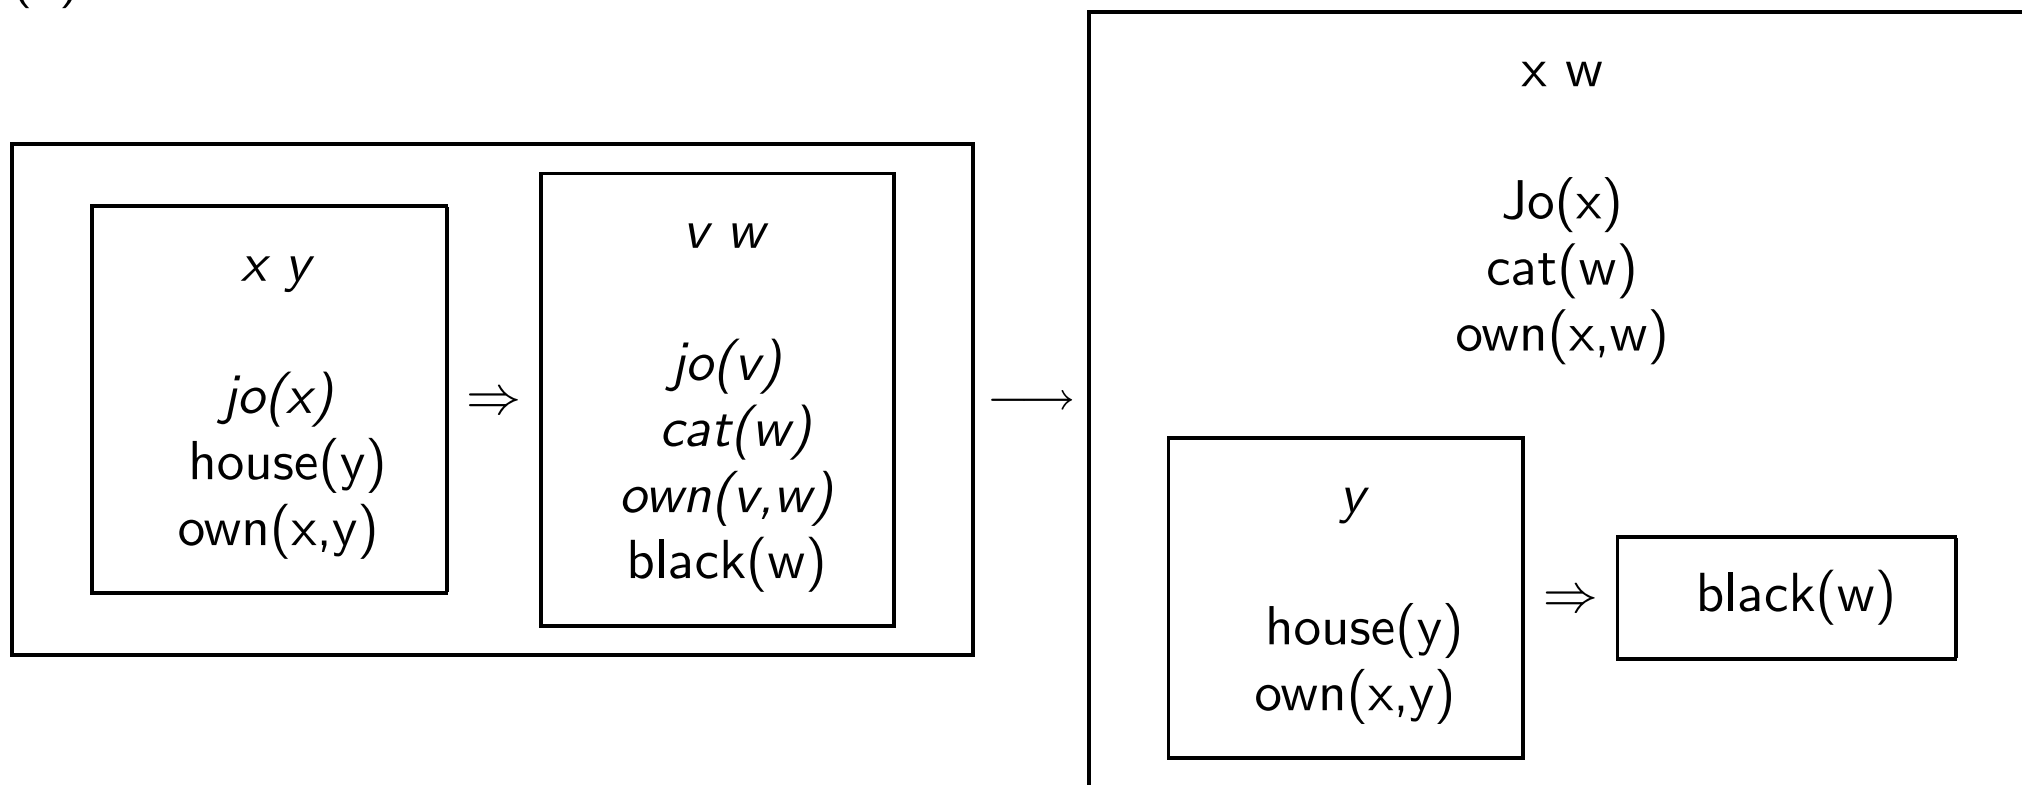 x y
jo(x)
house(y)
own(x,y)
⇒
v w
jo(v)
cat(w)
own(v,w)
black(w)
⟶
x w
Jo(x)
cat(w)
own(x,w)
y
house(y)
own(x,y)
⇒
black(w)